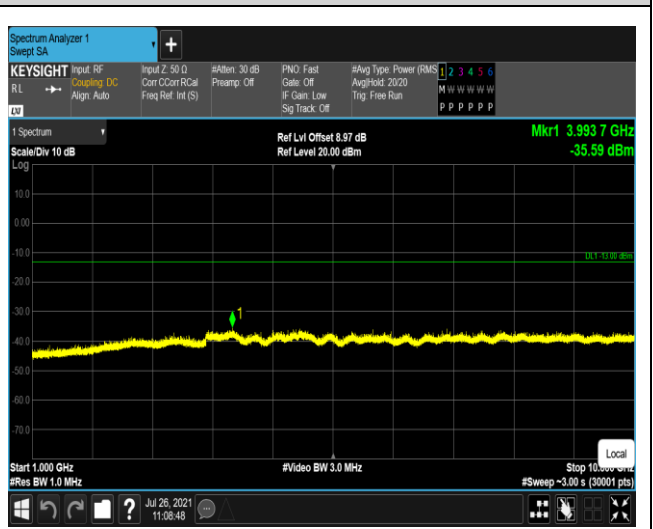 Spectrum Analyzer 1
Swept SA
+
KEYSIGHT Input: RF Input Z: 50 Ω #Atten: 30 dB PNO: Fast #Avg Type: Power (RMS 1 2 3 4 5 6
R L Coupling: DC Corr CCorr RCal Preamp: Off Gate: Off Avg|Hold: 20/20 M W W W W W
Align: Auto Freq Ref: Int (S) IF Gain: Low Trig: Free Run
Sig Track: Off P P P P P P
LXI
1 Spectrum Ref Lvl Offset 8.97 dB Mkr1 3.993 7 GHz
Scale/Div 10 dB Ref Level 20.00 dBm -35.59 dBm
Log
10.0
0.00
-10.0
DL1 -13.00 dBm
-20.0
-30.0
1
-40.0
-50.0
-60.0
-70.0
Local
Start 1.000 GHz #Video BW 3.0 MHz Stop 10.000 GHz
#Res BW 1.0 MHz #Sweep ~3.00 s (30001 pts)
? Jul 26, 2021
11:08:48